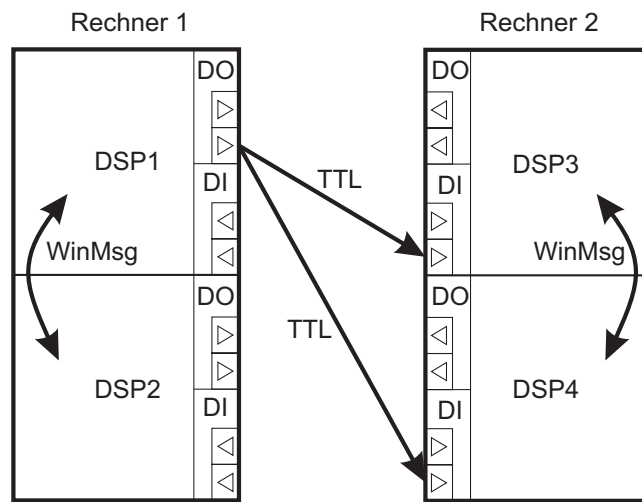 Rechner 1
Rechner 2
DO
DSP1
DI
WinMsg
DO
DSP2
DI
TTL
TTL
DO
DSP3
DI
WinMsg
DO
DSP4
DI